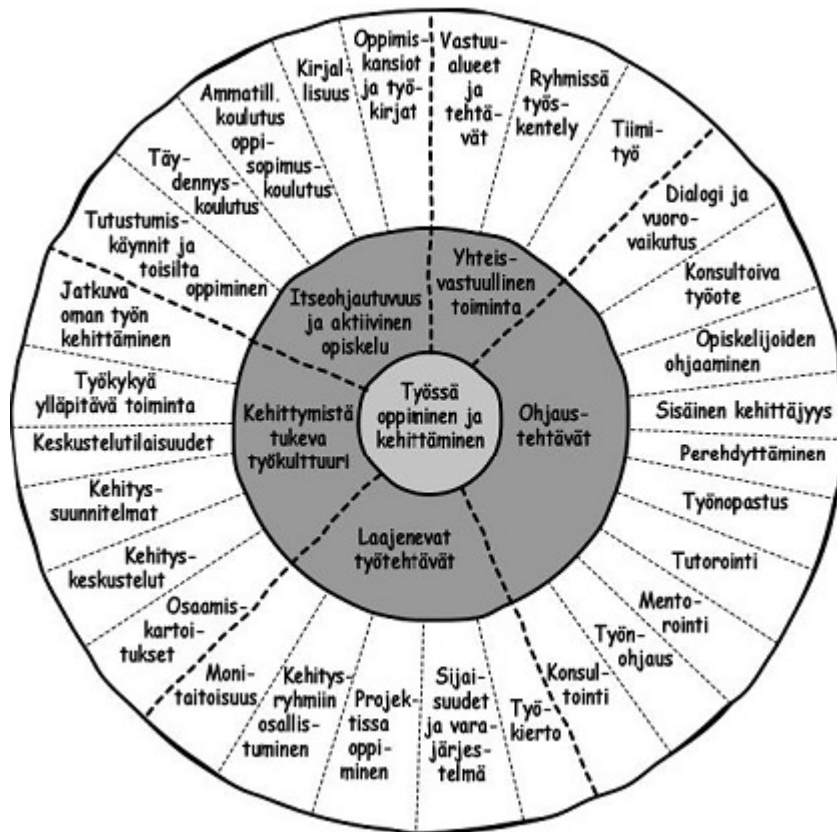 Työssä
oppiminen ja
kehittäminen
Yhteis-
vastuullinen
toiminta
Ohjaus-
tehtävät
Laajenevat
työtehtävät
Kehittymistä
tukeva
työkulttuuri
Itseohjautuvuus
ja aktiivinen
opiskelu
Vastuu-
alueet
ja
tehtä-
vät
Ryhmissä
työs-
kentely
Tiimi-
työ
Dialogi ja
vuoro-
vaikutus
Konsultoiva
työote
Opiskelijoiden
ohjaaminen
Sisäinen kehittäjyys
Perehdyttäminen
Työnopastus
Tutorointi
Mento-
rointi
Työn-
ohjaus
Konsul-
tointi
Työ-
kierto
Sijai-
suudet
ja vara-
järjes-
telmä
Projek-
tissa
oppi-
minen
Kehitys-
ryhmiin
osallis-
tuminen
Moni-
taitoisuus
Osaamis-
kartoi-
tukset
Kehitys-
keskustelut
Kehitys-
suunnitelmat
Keskustelutilaisuudet
Työkykyä
ylläpitävä toiminta
Jatkuva
oman työn
kehittäminen
Tutustumis-
käynnit ja
toisilta
oppiminen
Täy-
dennys-
koulutus
Ammatill.
koulutus
oppi-
sopimus-
koulutus
Kirjal-
lisuus
Oppimis-
kansiot
ja työ-
kirjat